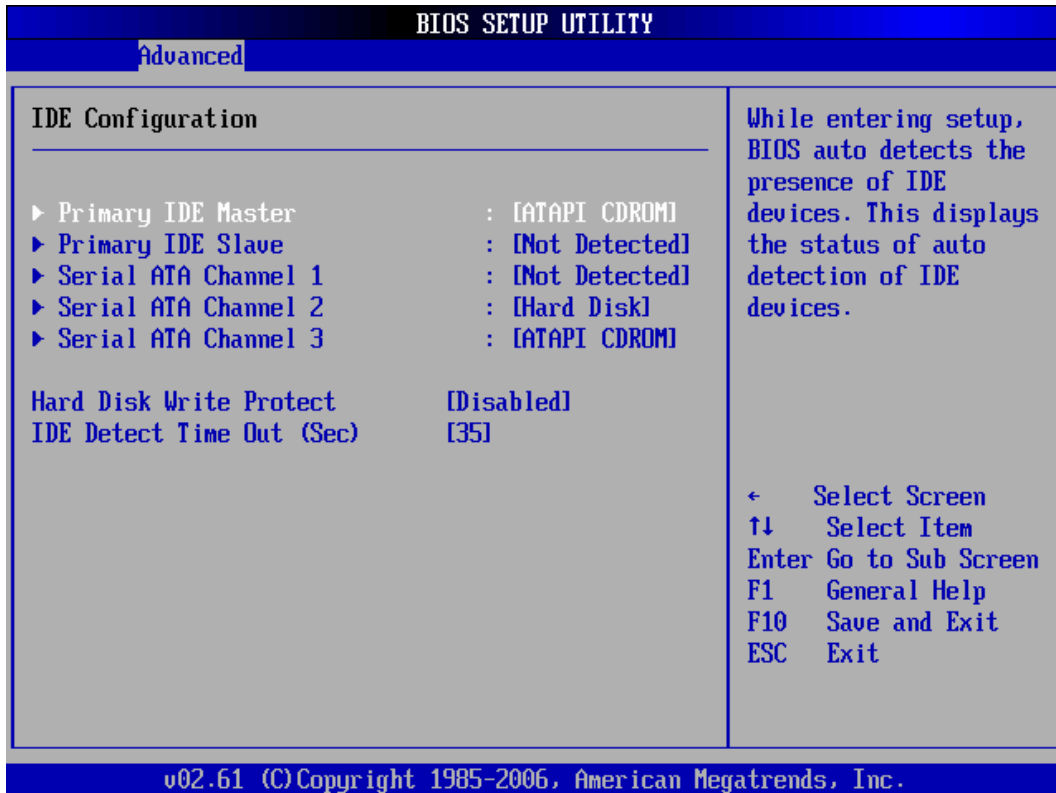 BIOS SETUP UTILITY
Advanced
IDE Configuration
▶ Primary IDE Master : [ATAPI CDROM]
▶ Primary IDE Slave : [Not Detected]
▶ Serial ATA Channel 1 : [Not Detected]
▶ Serial ATA Channel 2 : [Hard Disk]
▶ Serial ATA Channel 3 : [ATAPI CDROM]
Hard Disk Write Protect [Disabled]
IDE Detect Time Out (Sec) [35]
While entering setup,
BIOS auto detects the
presence of IDE
devices. This displays
the status of auto
detection of IDE
devices.
← Select Screen
↑↓ Select Item
Enter Go to Sub Screen
F1 General Help
F10 Save and Exit
ESC Exit
v02.61 (C)Copyright 1985-2006, American Megatrends, Inc.